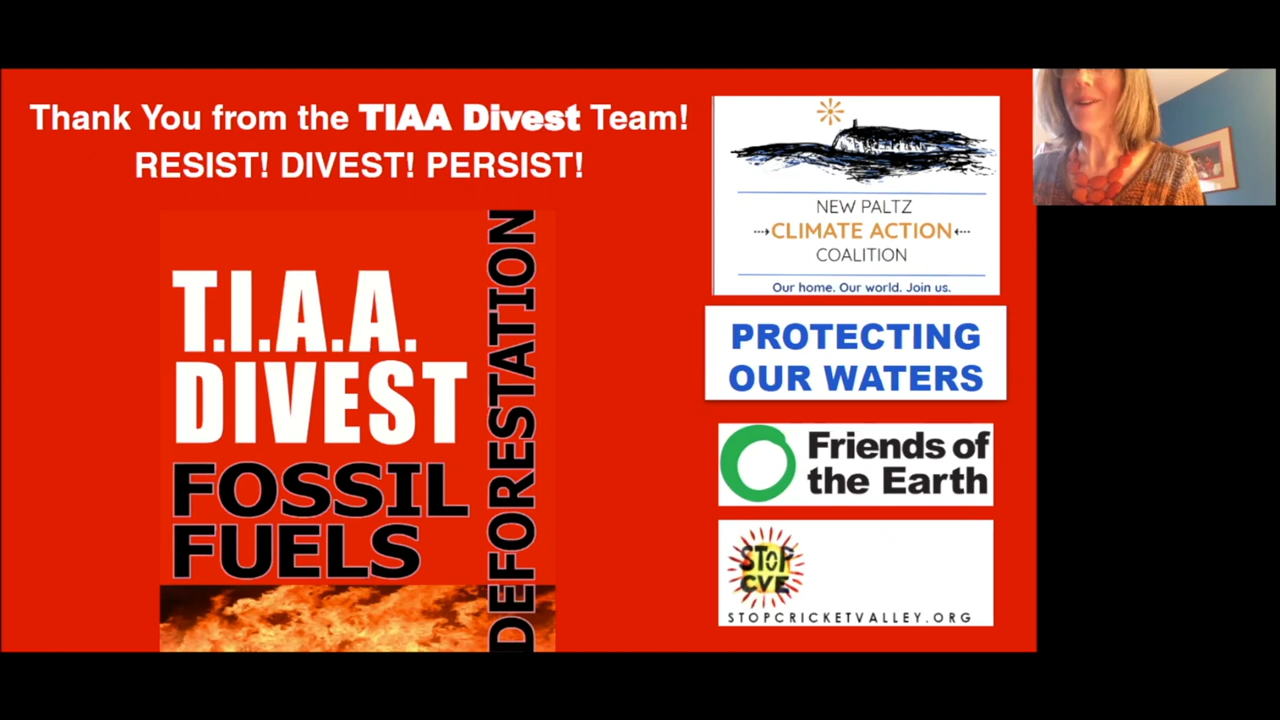 Thank You from the TIAA Divest Team!
RESIST! DIVEST! PERSIST!
T.I.A.A.
DIVEST
FOSSIL
FUELS
DEFORESTATION
NEW PALTZ
CLIMATE ACTION
COALITION
Our home. Our world. Join us.
PROTECTING
OUR WATERS
Friends of
the Earth
STOP
CVE
STOPCRICKETVALLEY.ORG